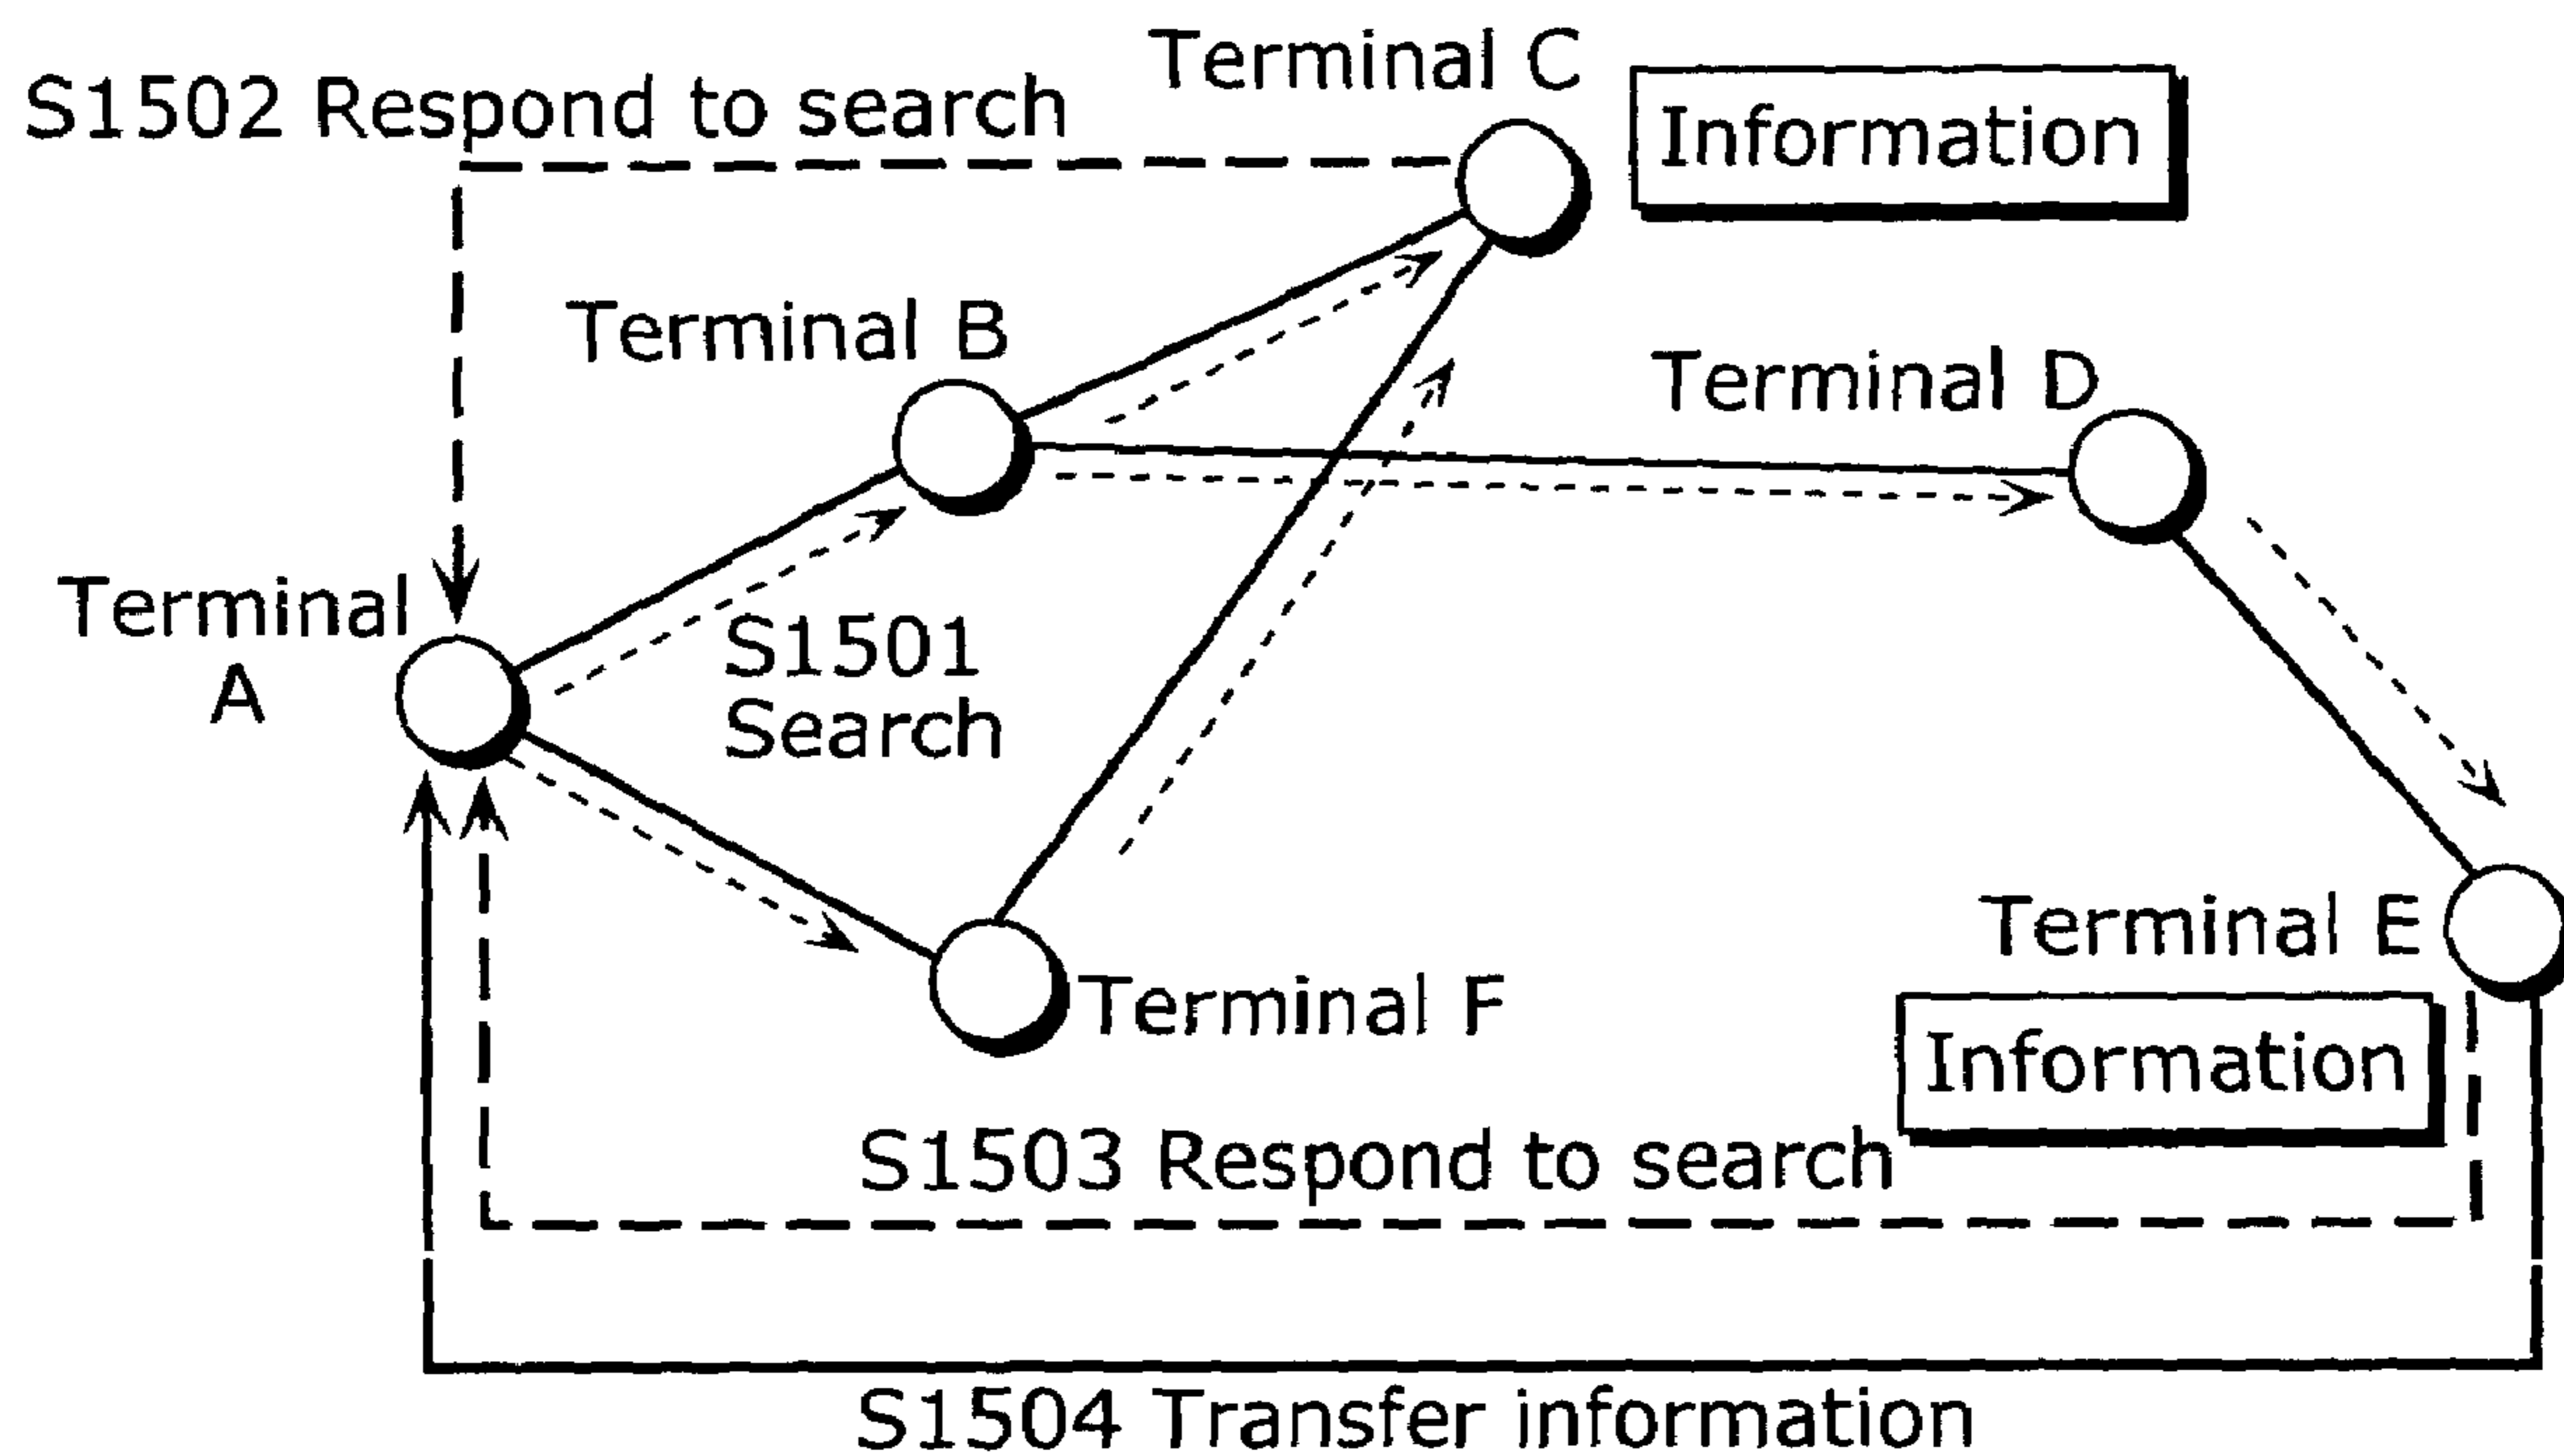 Terminal C
S1502 Respond to search
Information
Terminal B
Terminal D
Terminal
A
S1501
Search
Terminal E
Terminal F
Information
S1503 Respond to search
S1504 Transfer information